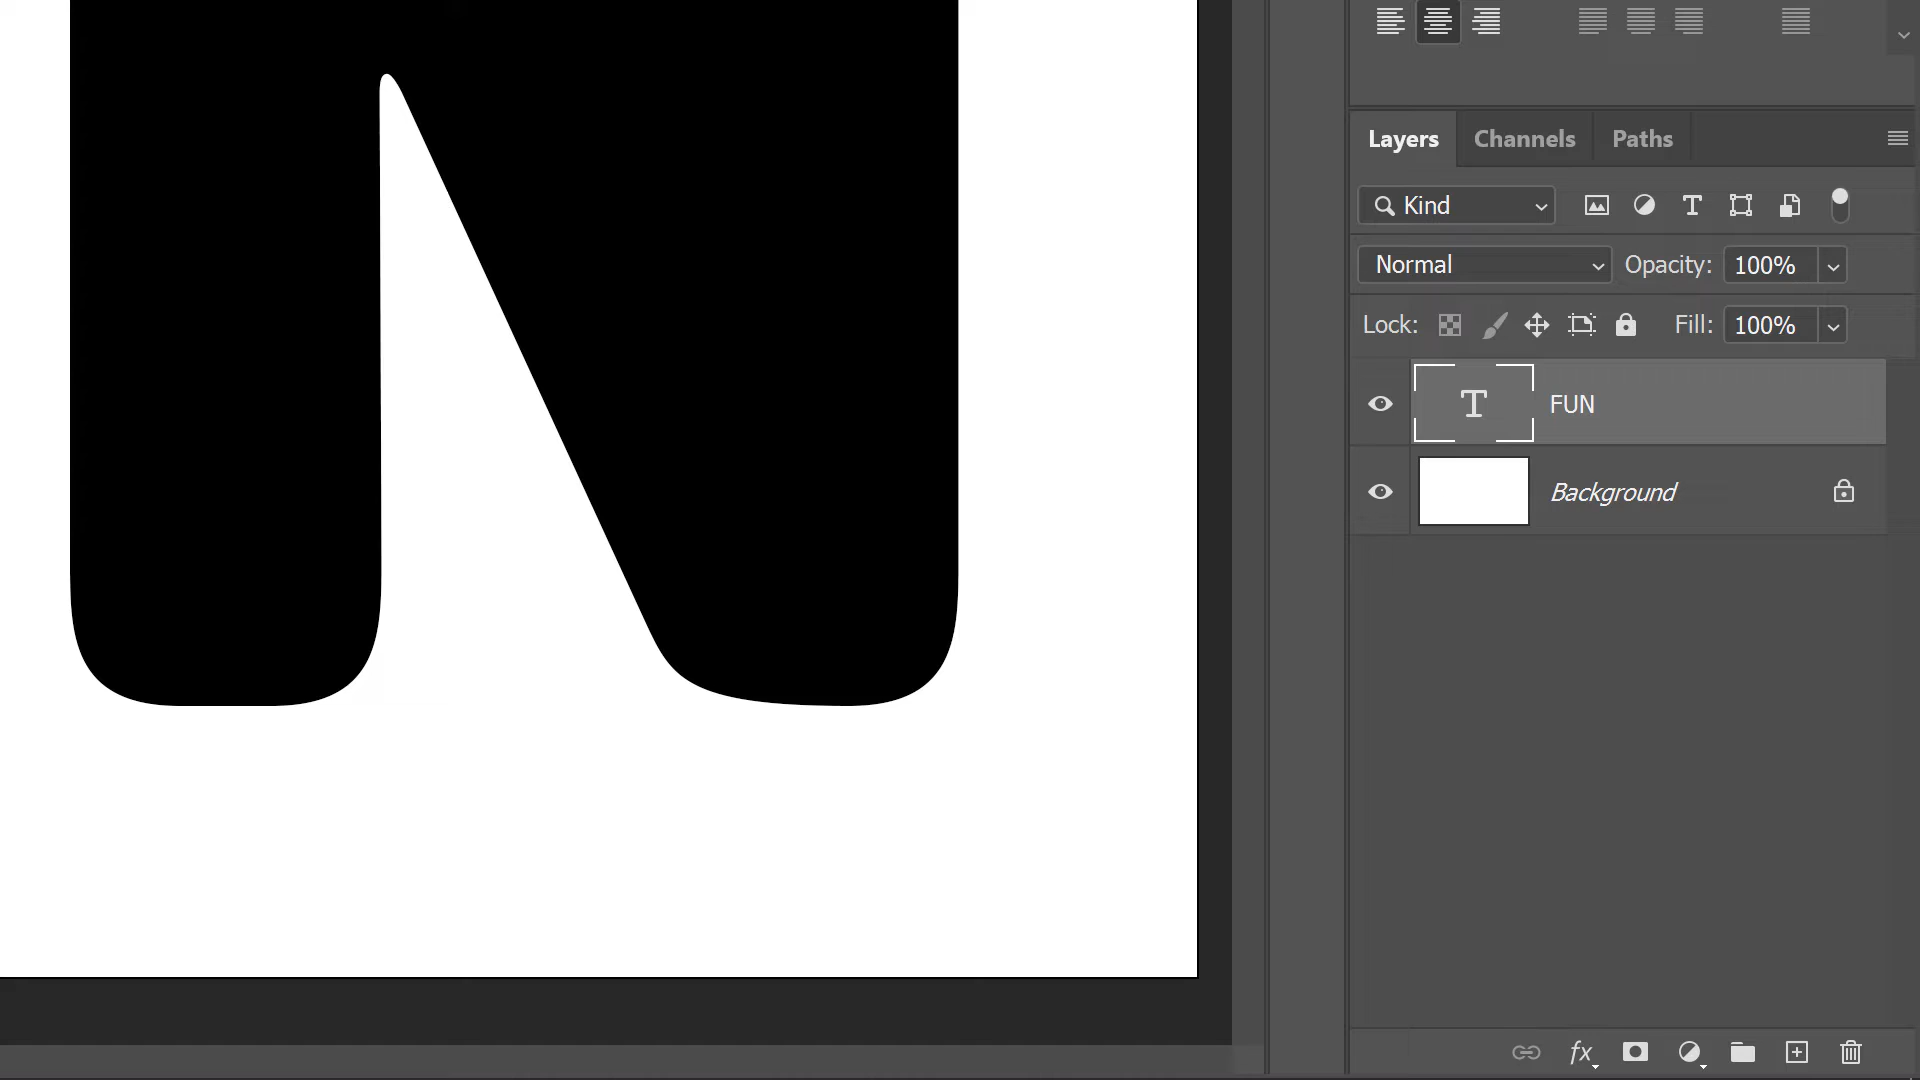 N
Layers Channels Paths
Kind
Normal Opacity: 100%
Lock: Fill: 100%
T FUN
Background
fx